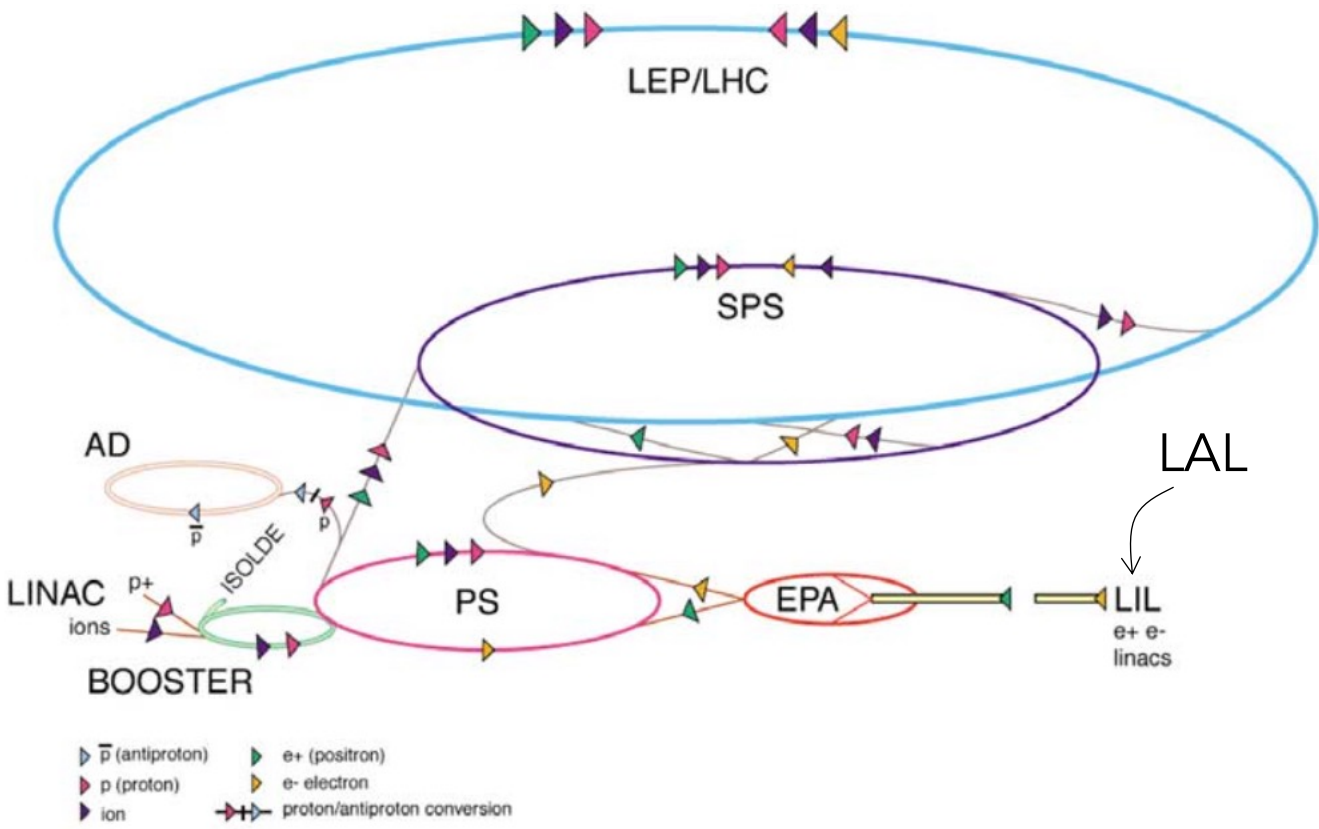 LEP/LHC
SPS
LAL
AD
p
p̅
ISOLDE
LINAC
p+
ions
PS
EPA
LIL
e+ e-
linacs
BOOSTER
p̅ (antiproton)
p (proton)
ion
e+ (positron)
e- electron
proton/antiproton conversion